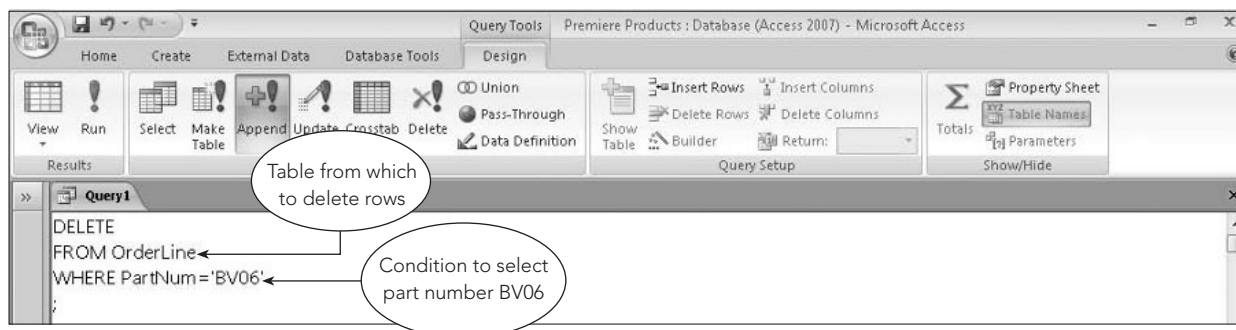 Query Tools Premiere Products : Database (Access 2007) - Microsoft Access
Home Create External Data Database Tools Design
View Run Select Make Table Append Update Crosstab Delete
Union
Pass-Through
Data Definition
Show Table
Insert Rows
Delete Rows
Builder
Insert Columns
Delete Columns
Return:
Totals
Property Sheet
Table Names
Parameters
Results Query Setup Show/Hide
Table from which
to delete rows
Query1
DELETE
FROM OrderLine
WHERE PartNum='BV06'
;
Condition to select
part number BV06